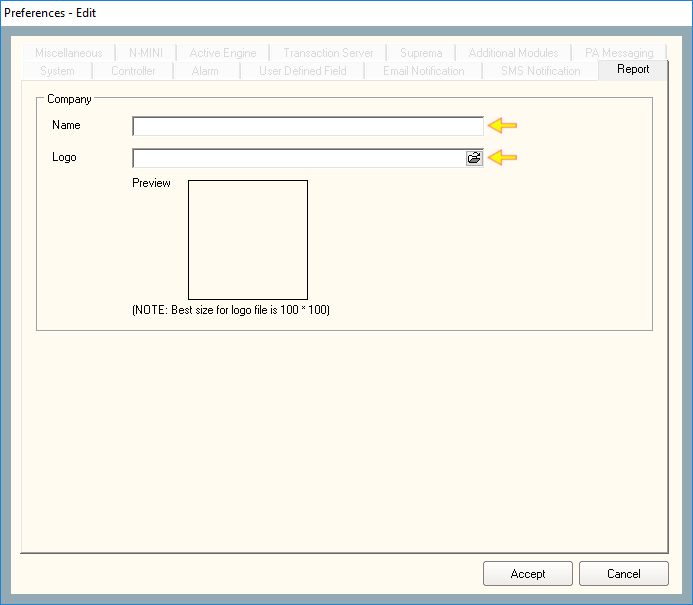 Preferences - Edit
Miscellaneous N-MINI Active Engine Transaction Server Suprema Additional Modules PA Messaging
System Controller Alarm User Defined Field Email Notification SMS Notification Report
Company
Name
Logo
Preview
(NOTE: Best size for logo file is 100 * 100)
Accept Cancel